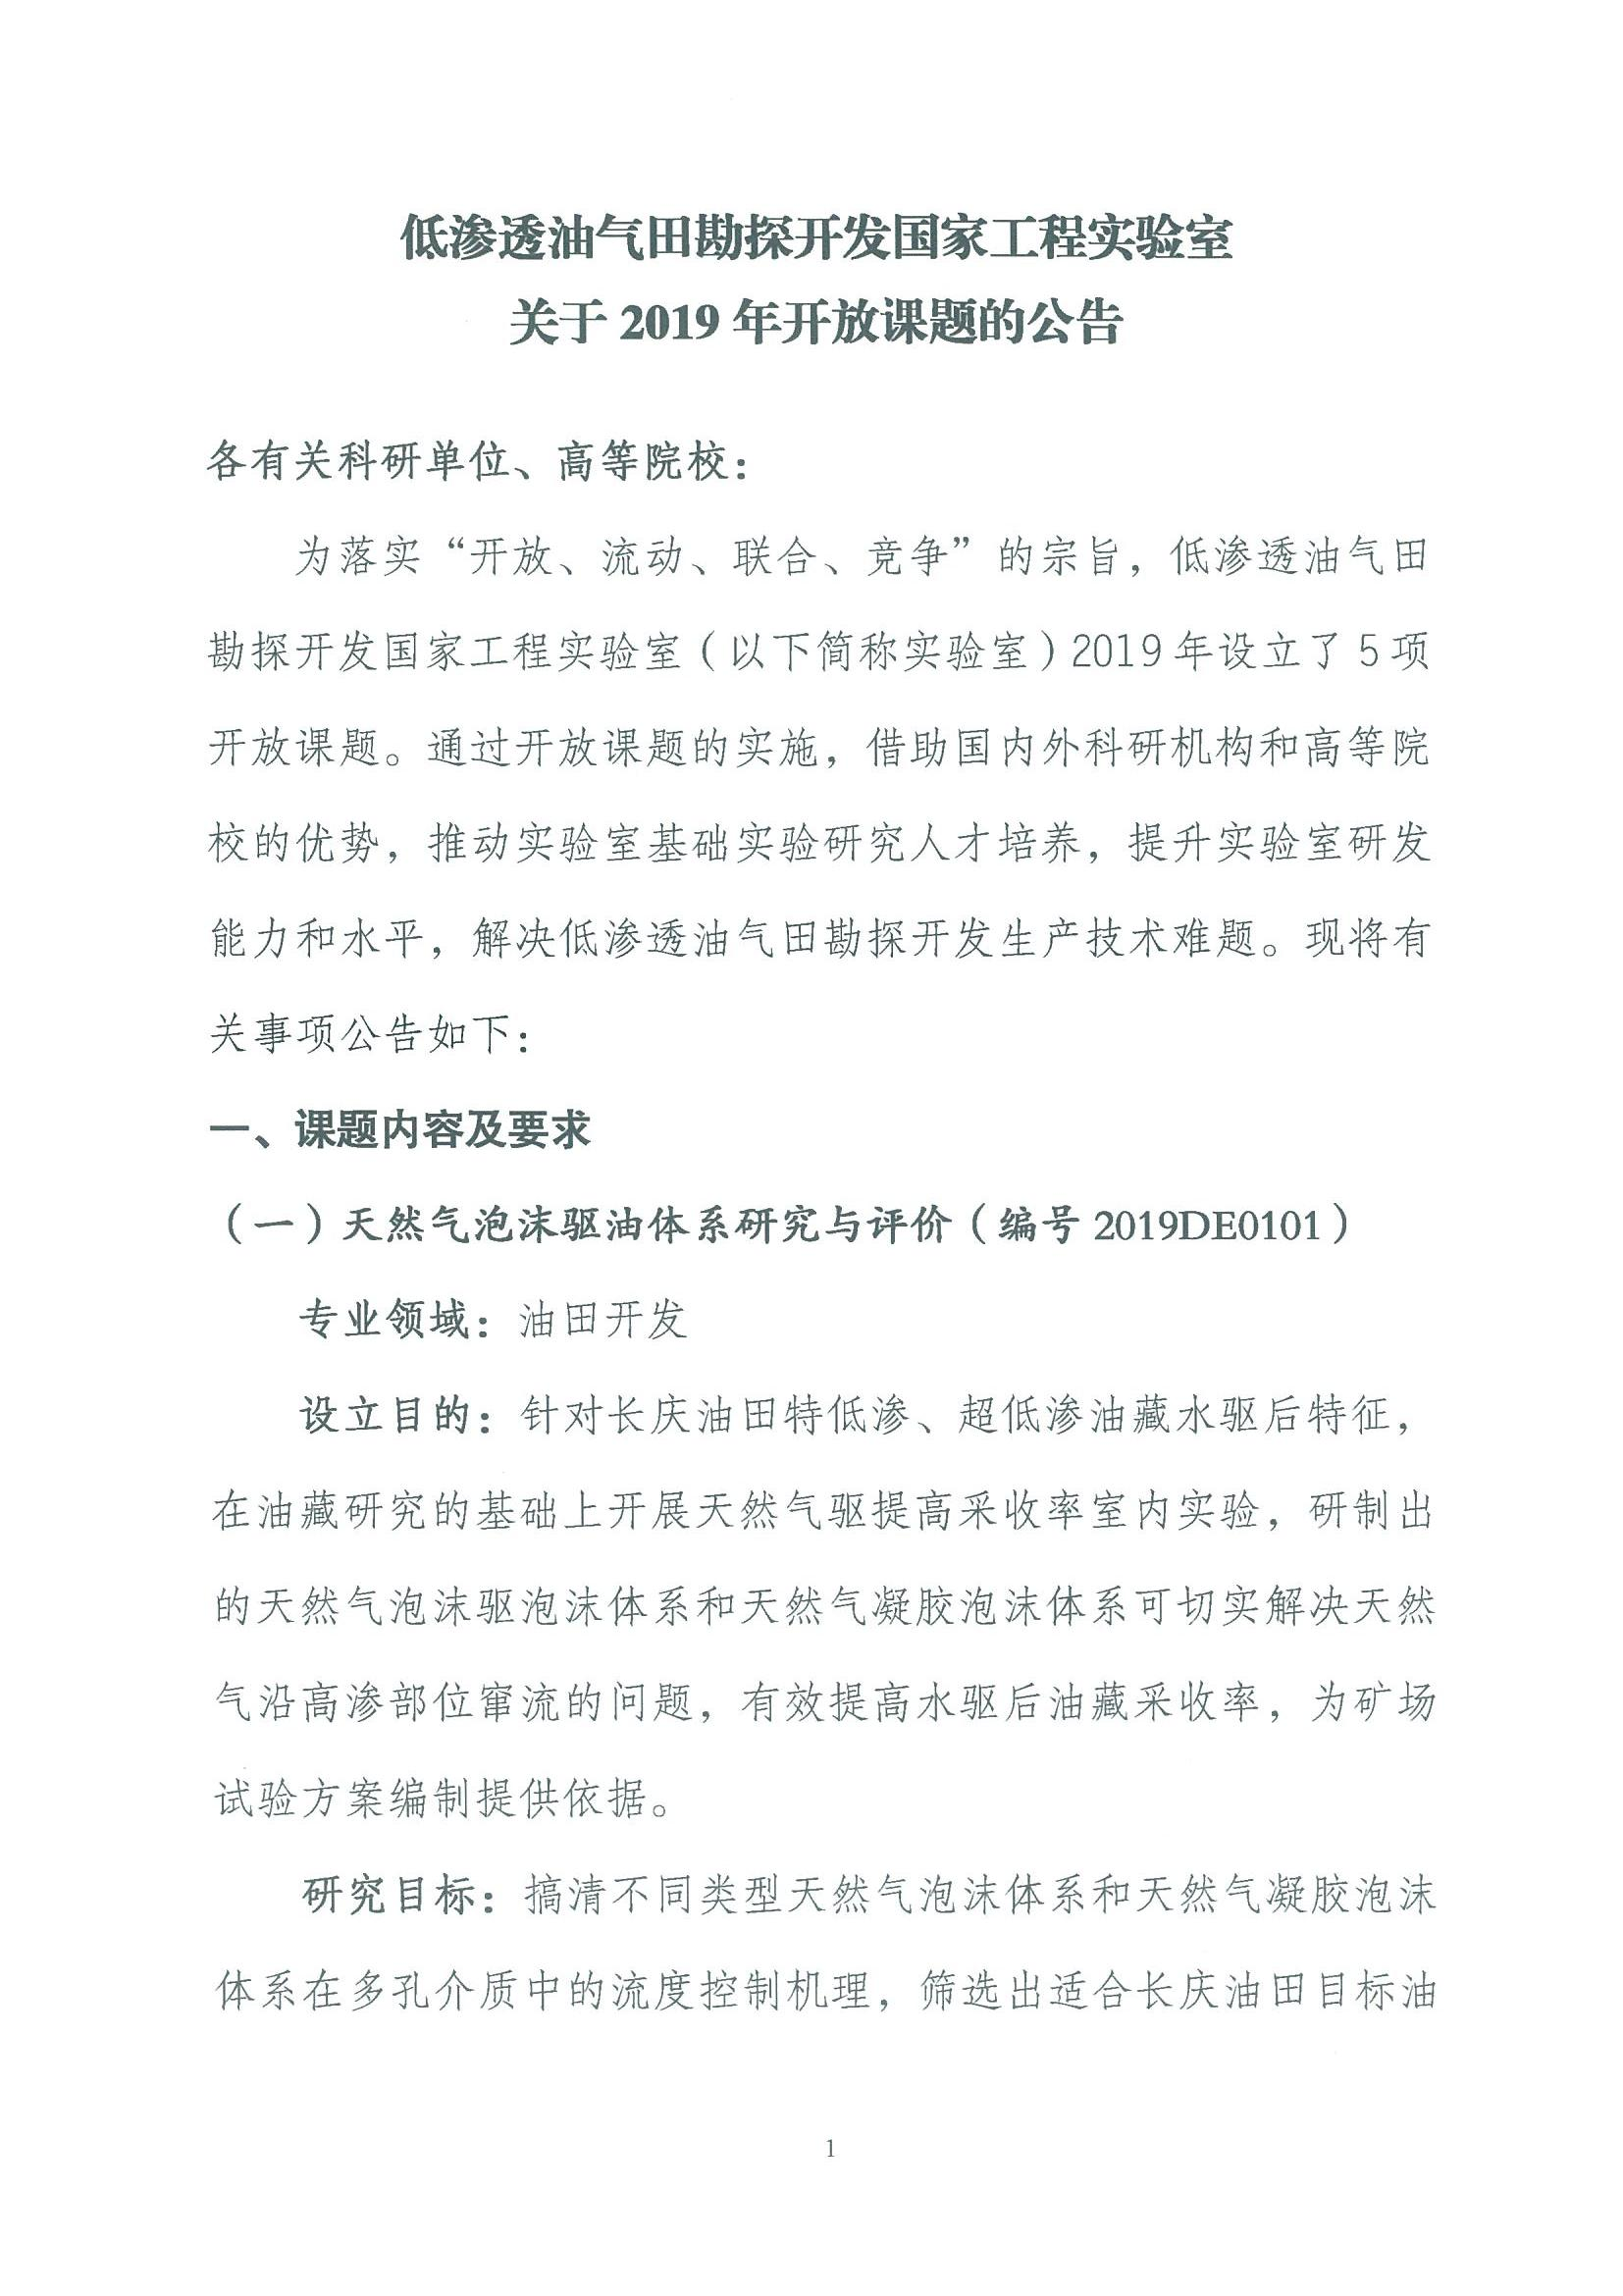 低渗透油气田勘探开发国家工程实验室
关于 2019 年开放课题的公告
各有关科研单位、高等院校：
为落实“开放、流动、联合、竞争”的宗旨，低渗透油气田
勘探开发国家工程实验室（以下简称实验室）2019 年设立了 5 项
开放课题。通过开放课题的实施，借助国内外科研机构和高等院
校的优势，推动实验室基础实验研究人才培养，提升实验室研发
能力和水平，解决低渗透油气田勘探开发生产技术难题。现将有
关事项公告如下：
一、课题内容及要求
（一）天然气泡沫驱油体系研究与评价（编号 2019DE0101）
专业领域：油田开发
设立目的：针对长庆油田特低渗、超低渗油藏水驱后特征，
在油藏研究的基础上开展天然气驱提高采收率室内实验，研制出
的天然气泡沫驱泡沫体系和天然气凝胶泡沫体系可切实解决天然
气沿高渗部位窜流的问题，有效提高水驱后油藏采收率，为矿场
试验方案编制提供依据。
研究目标：搞清不同类型天然气泡沫体系和天然气凝胶泡沫
体系在多孔介质中的流度控制机理，筛选出适合长庆油田目标油
1